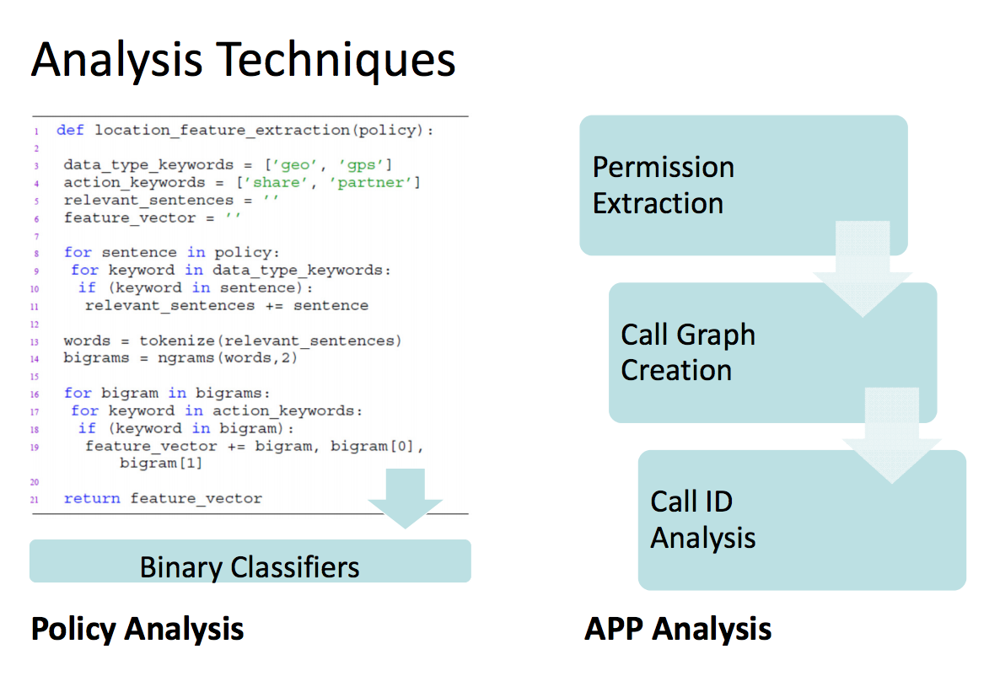 Analysis Techniques
1 def location_feature_extraction(policy):
2
3 data_type_keywords = ['geo', 'gps']
4 action_keywords = ['share', 'partner']
5 relevant_sentences = ''
6 feature_vector = ''
7
8 for sentence in policy:
9 for keyword in data_type_keywords:
10 if (keyword in sentence):
11 relevant_sentences += sentence
12
13 words = tokenize(relevant_sentences)
14 bigrams = ngrams(words,2)
15
16 for bigram in bigrams:
17 for keyword in action_keywords:
18 if (keyword in bigram):
19 feature_vector += bigram, bigram[0],
bigram[1]
20
21 return feature_vector
Binary Classifiers
Policy Analysis
Permission
Extraction
Call Graph
Creation
Call ID
Analysis
APP Analysis